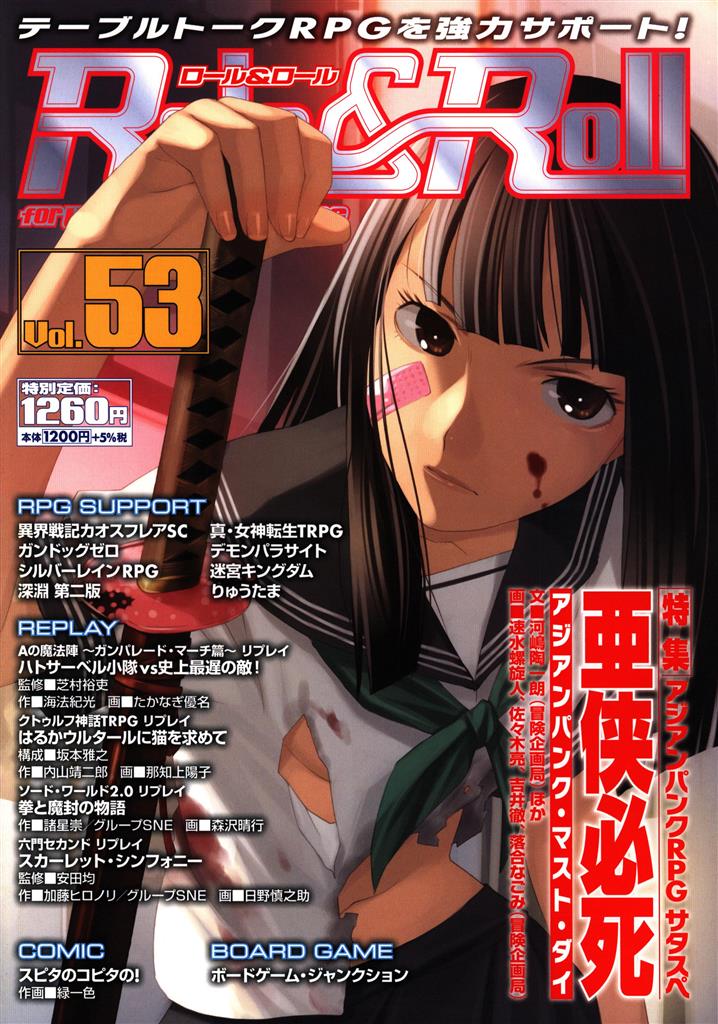 テーブルトークRPGを強力サポート!
ロール&ロール
R &Roll
for
Vol.53
特別定価:
1260円
本体1200円+5%税
RPG SUPPORT
異界戦記カオスフレアSC
ガンドッグゼロ
シルバーレインRPG
深淵 第二版
真・女神転生TRPG
デモンパラサイト
迷宮キングダム
りゅうたま
REPLAY
Aの魔法陣 〜ガンパレード・マーチ篇〜 リプレイ
ハトサーベル小隊vs史上最遅の敵!
監修■芝村裕吏
作■海法紀光 画■たかなぎ優名
クトゥルフ神話TRPG リプレイ
はるかウルタールに猫を求めて
構成■坂本雅之
作■内山靖二郎 画■那知上陽子
ソード・ワールド2.0 リプレイ
拳と魔封の物語
作■諸星崇/グループSNE 画■森沢晴行
六門セカンド リプレイ
スカーレット・シンフォニー
監修■安田均
作■加藤ヒロノリ/グループSNE 画■日野慎之助
COMIC
スピタのコピタの!
作画■緑一色
BOARD GAME
ボードゲーム・ジャンクション
特集 アジアンパンクRPG サタスペ
亜侠必死
アジアンパンク・マスト・ダイ
文■河嶋陶一朗(冒険企画局)ほか
画■速水螺旋人、佐々木亮、吉井徹、落合なごみ(冒険企画局)